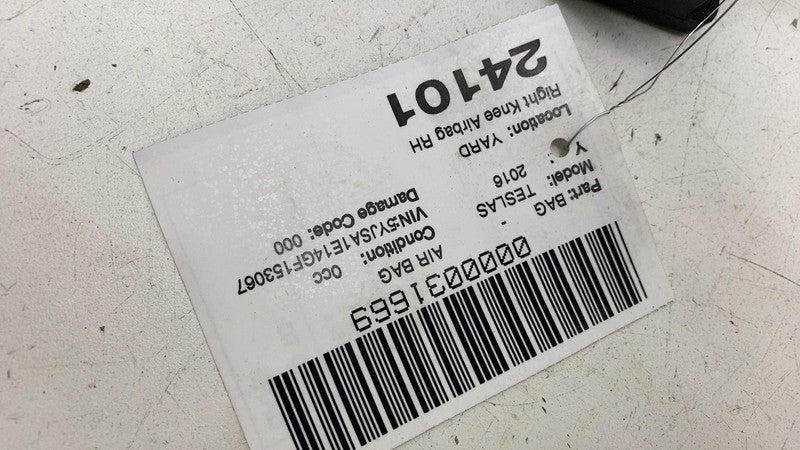 0000031669
Part: BAG AIR BAG
Model: TESLAS - Condition: OCC
Y : 2016 VIN:5YJSA1E14GF153067
Damage Code: 000
Location: YARD
Right Knee Airbag RH
24101